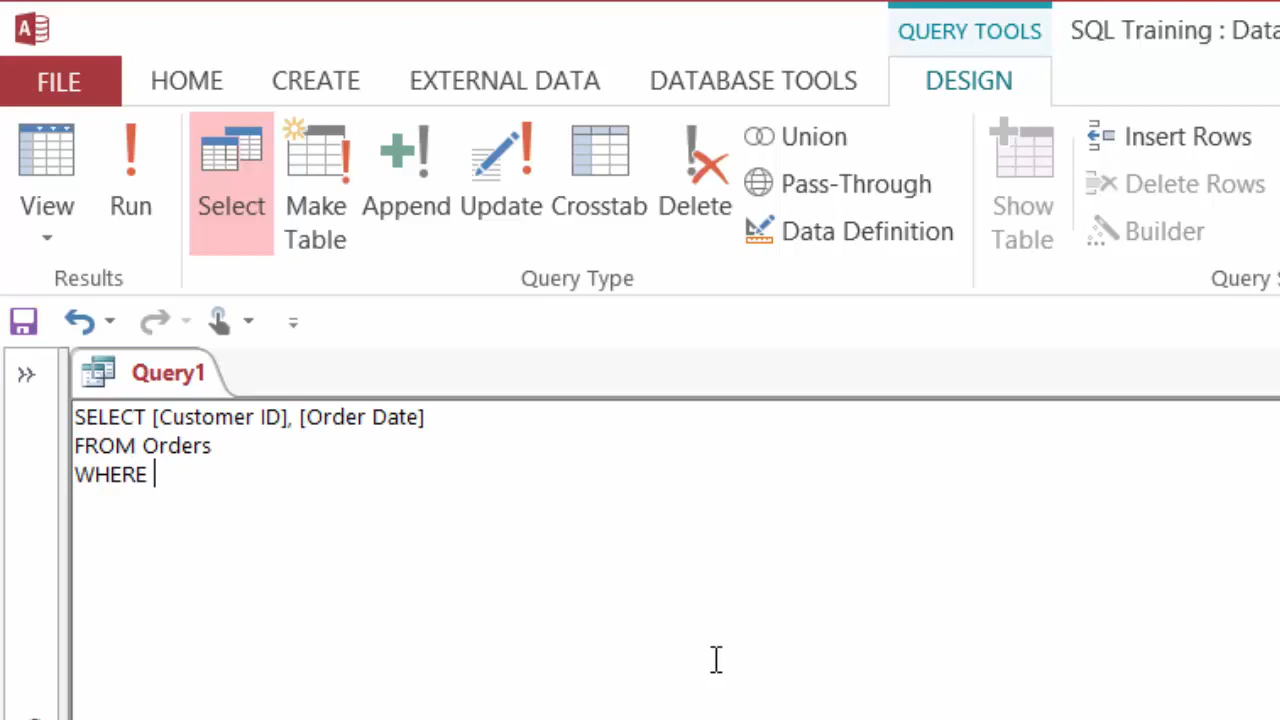 QUERY TOOLS SQL Training : Data
FILE HOME CREATE EXTERNAL DATA DATABASE TOOLS DESIGN
View Run Select Make Table Append Update Crosstab Delete
Union
Pass-Through
Data Definition
Show Table
Insert Rows
Delete Rows
Builder
Results Query Type Query
Query1
SELECT [Customer ID], [Order Date]
FROM Orders
WHERE